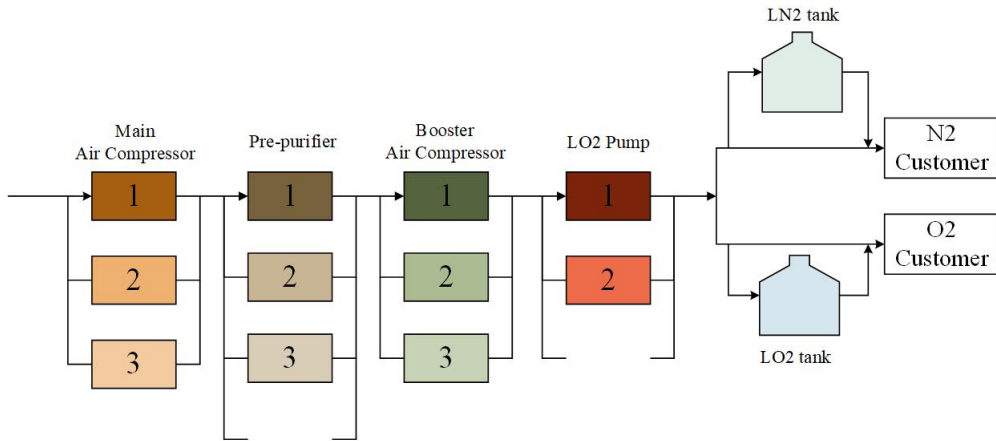 LN2 tank
Main
Air Compressor
Pre-purifier
Booster
Air Compressor
LO2 Pump
N2
Customer
1
1
1
1
2
2
2
2
O2
Customer
3
3
3
LO2 tank